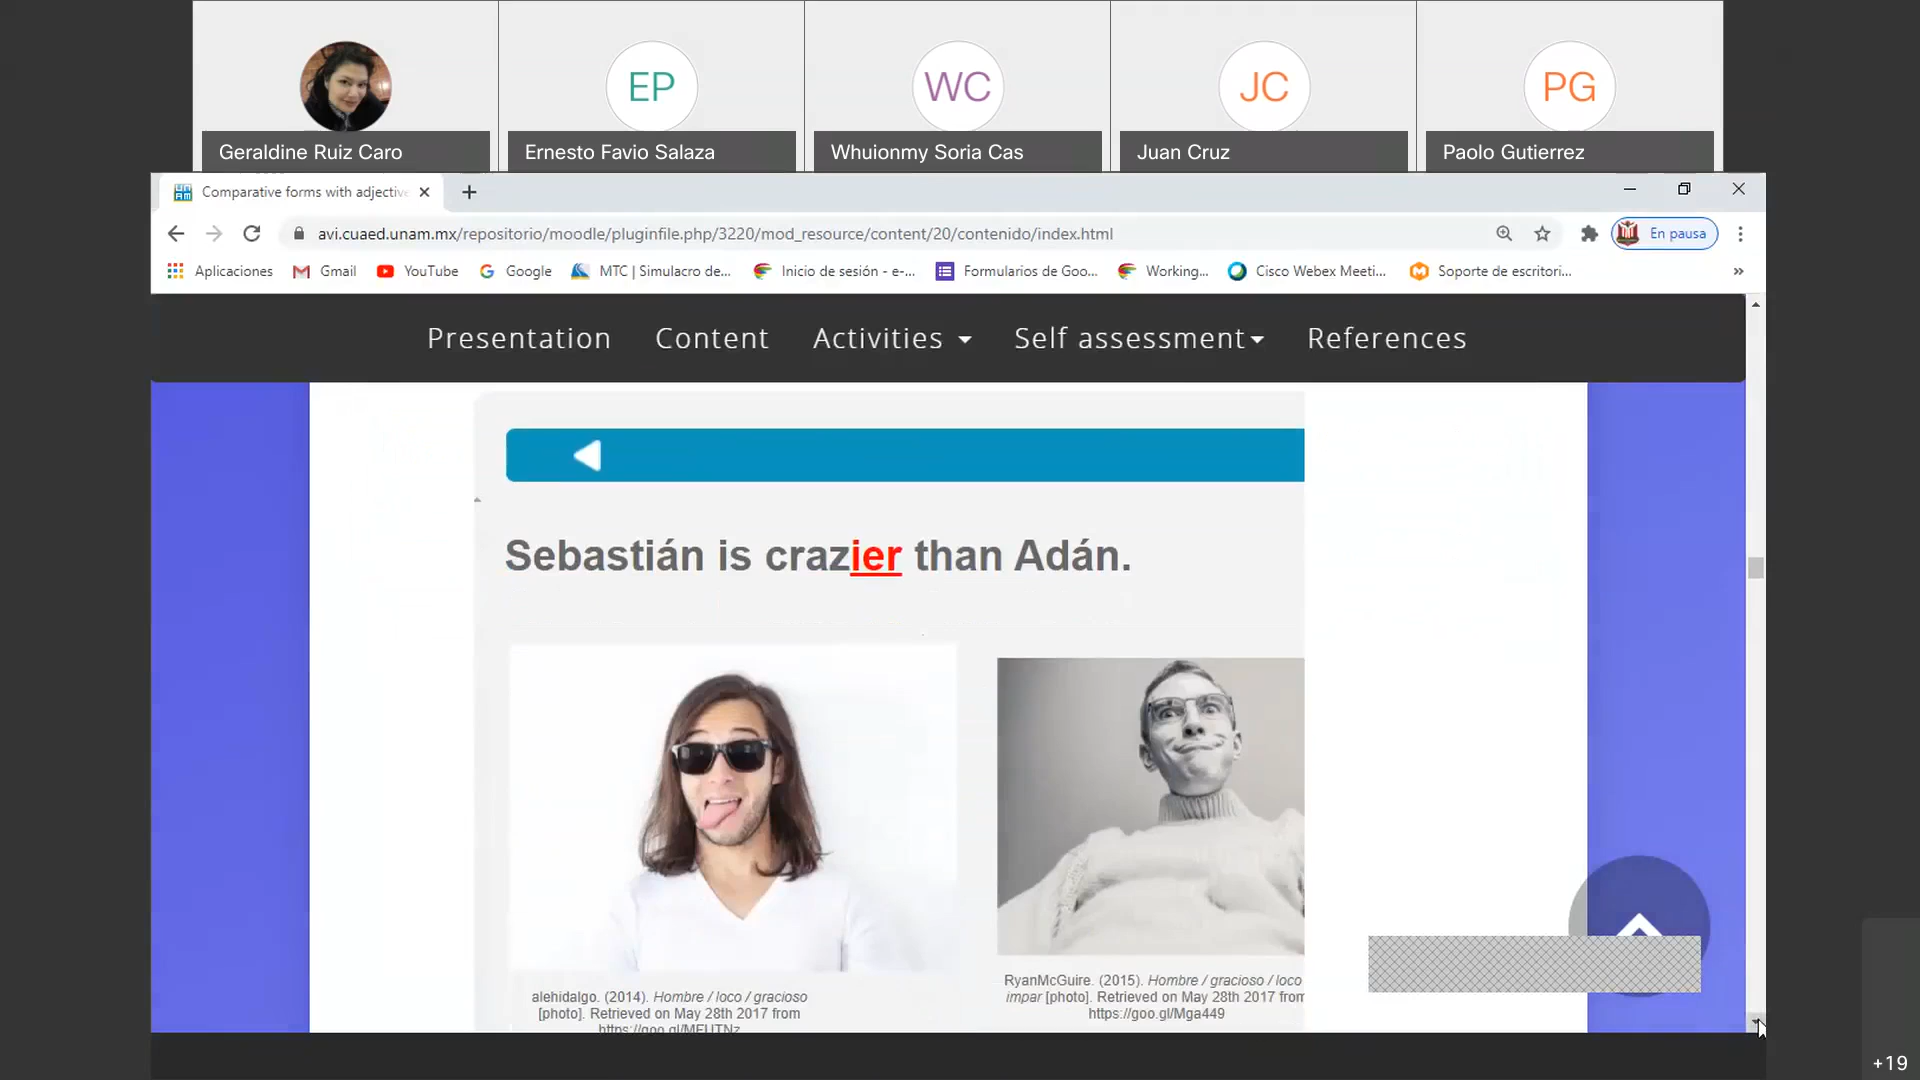 EP
WC
JC
PG
Geraldine Ruiz Caro
Ernesto Favio Salaza
Whuionmy Soria Cas
Juan Cruz
Paolo Gutierrez
Comparative forms with adjective
avi.cuaed.unam.mx/repositorio/moodle/pluginfile.php/3220/mod_resource/content/20/contenido/index.html
En pausa
Aplicaciones
Gmail
YouTube
Google
MTC | Simulacro de...
Inicio de sesión - e-...
Formularios de Goo...
Working...
Cisco Webex Meeti...
Soporte de escritori...
»
Presentation
Content
Activities
Self assessment
References
Sebastián is crazier than Adán.
alehidalgo. (2014). Hombre / loco / gracioso
[photo]. Retrieved on May 28th 2017 from
https://goo.gl/MEUTNz
RyanMcGuire. (2015). Hombre / gracioso / loco
impar [photo]. Retrieved on May 28th 2017 from
https://goo.gl/Mga449
+19